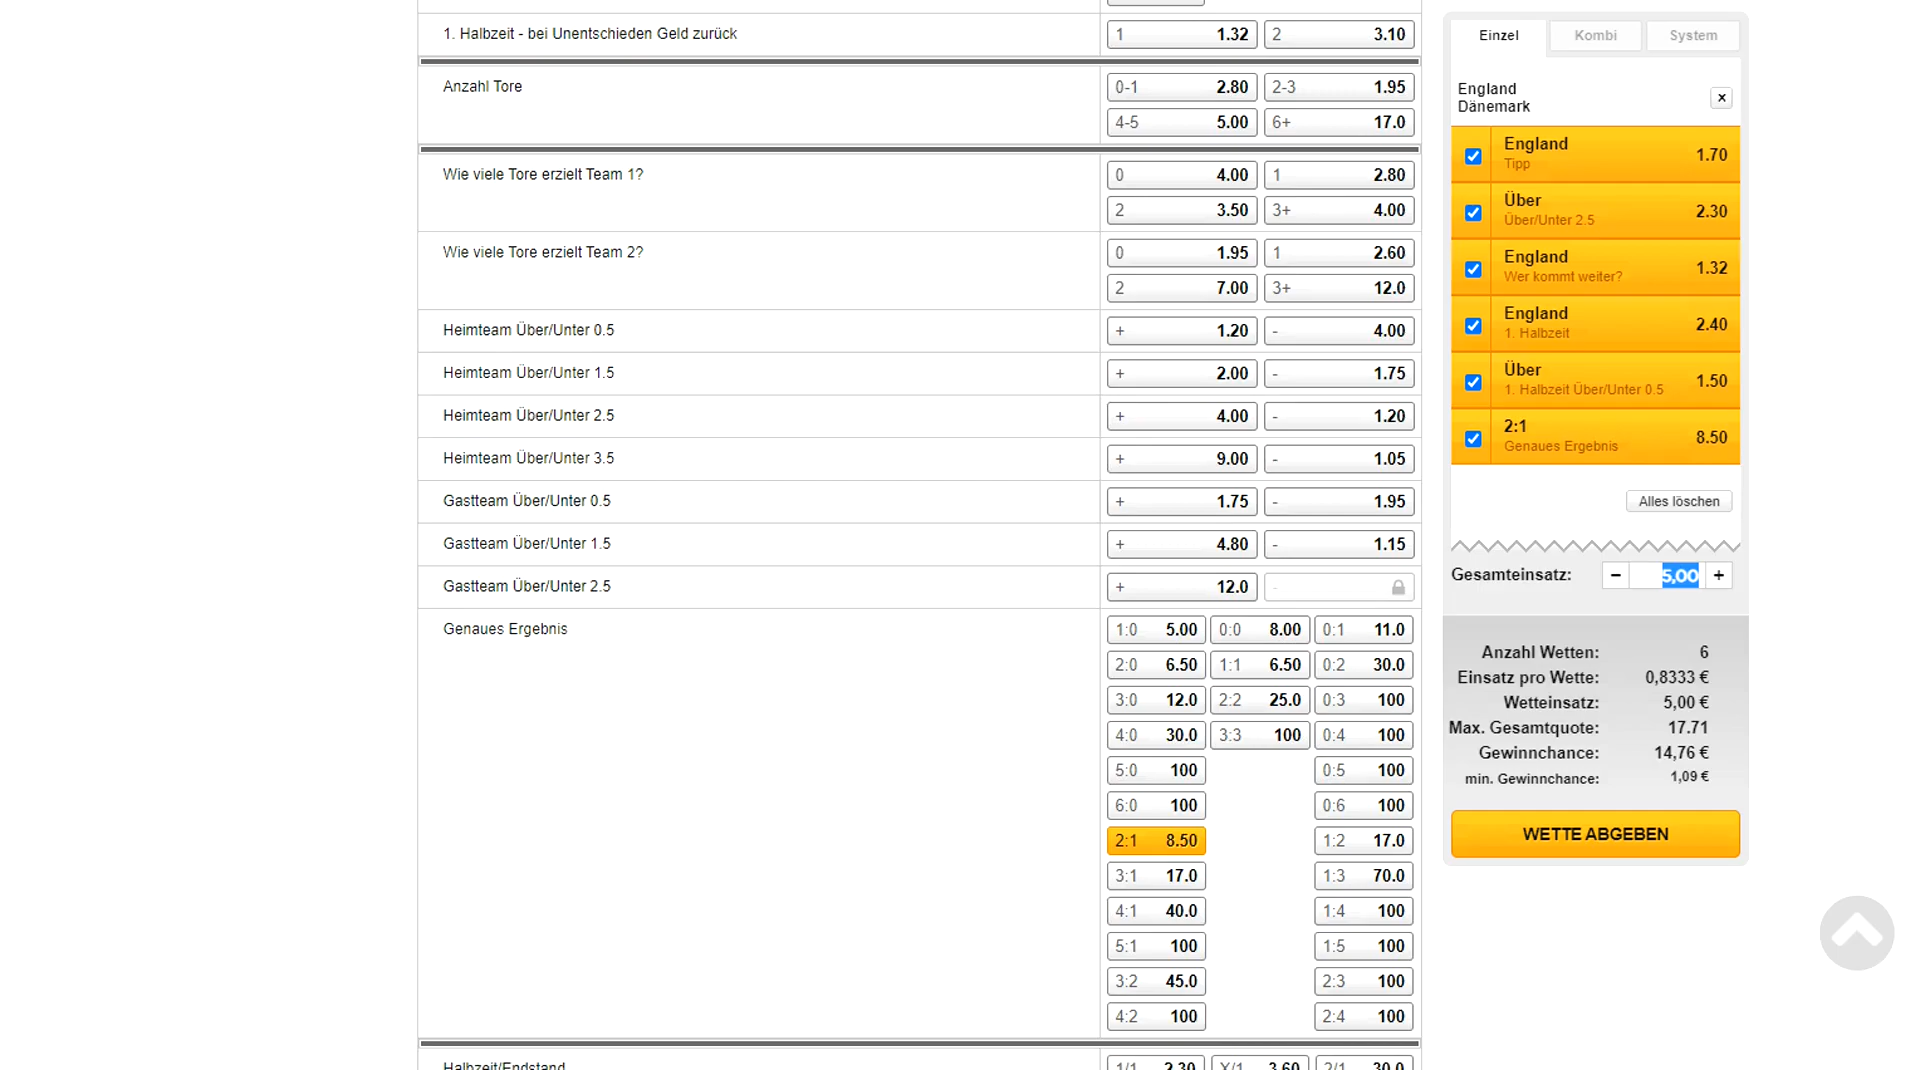 1. Halbzeit - bei Unentschieden Geld zurück
1 1.32 2 3.10
Anzahl Tore
0-1 2.80 2-3 1.95
4-5 5.00 6+ 17.0
Wie viele Tore erzielt Team 1?
0 4.00 1 2.80
2 3.50 3+ 4.00
Wie viele Tore erzielt Team 2?
0 1.95 1 2.60
2 7.00 3+ 12.0
Heimteam Über/Unter 0.5
+ 1.20 - 4.00
Heimteam Über/Unter 1.5
+ 2.00 - 1.75
Heimteam Über/Unter 2.5
+ 4.00 - 1.20
Heimteam Über/Unter 3.5
+ 9.00 - 1.05
Gastteam Über/Unter 0.5
+ 1.75 - 1.95
Gastteam Über/Unter 1.5
+ 4.80 - 1.15
Gastteam Über/Unter 2.5
+ 12.0 -
Genaues Ergebnis
1:0 5.00 0:0 8.00 0:1 11.0
2:0 6.50 1:1 6.50 0:2 30.0
3:0 12.0 2:2 25.0 0:3 100
4:0 30.0 3:3 100 0:4 100
5:0 100 0:5 100
6:0 100 0:6 100
2:1 8.50 1:2 17.0
3:1 17.0 1:3 70.0
4:1 40.0 1:4 100
5:1 100 1:5 100
3:2 45.0 2:3 100
4:2 100 2:4 100
Halbzeit/Endstand
1/1 2.30 X/1 3.60 2/1 30.0
Einzel Kombi System
England
Dänemark
x
England 1.70
Tipp
Über 2.30
Über/Unter 2.5
England 1.32
Wer kommt weiter?
England 2.40
1. Halbzeit
Über 1.50
1. Halbzeit Über/Unter 0.5
2:1 8.50
Genaues Ergebnis
Alles löschen
Gesamteinsatz: − 5,00 +
Anzahl Wetten: 6
Einsatz pro Wette: 0,8333 €
Wetteinsatz: 5,00 €
Max. Gesamtquote: 17.71
Gewinnchance: 14,76 €
min. Gewinnchance: 1,09 €
WETTE ABGEBEN